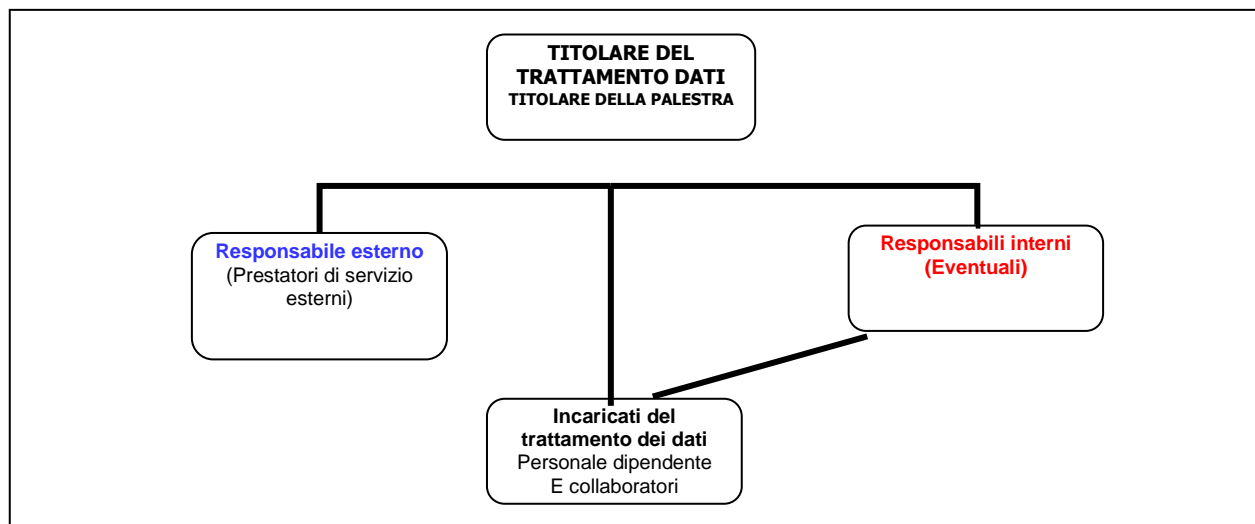 TITOLARE DEL
TRATTAMENTO DATI
TITOLARE DELLA PALESTRA
Responsabile esterno
(Prestatori di servizio
esterni)
Responsabili interni
(Eventuali)
Incaricati del
trattamento dei dati
Personale dipendente
E collaboratori